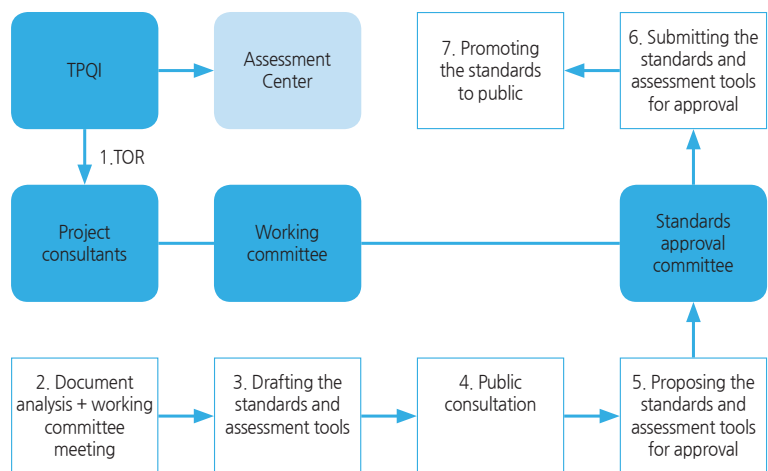 TPQI
Assessment
Center
7. Promoting
the standards
to public
6. Submitting the
standards and
assessment tools
for approval
1.TOR
Project
consultants
Working
committee
Standards
approval
committee
2. Document
analysis + working
committee
meeting
3. Drafting the
standards and
assessment tools
4. Public
consultation
5. Proposing the
standards and
assessment tools
for approval